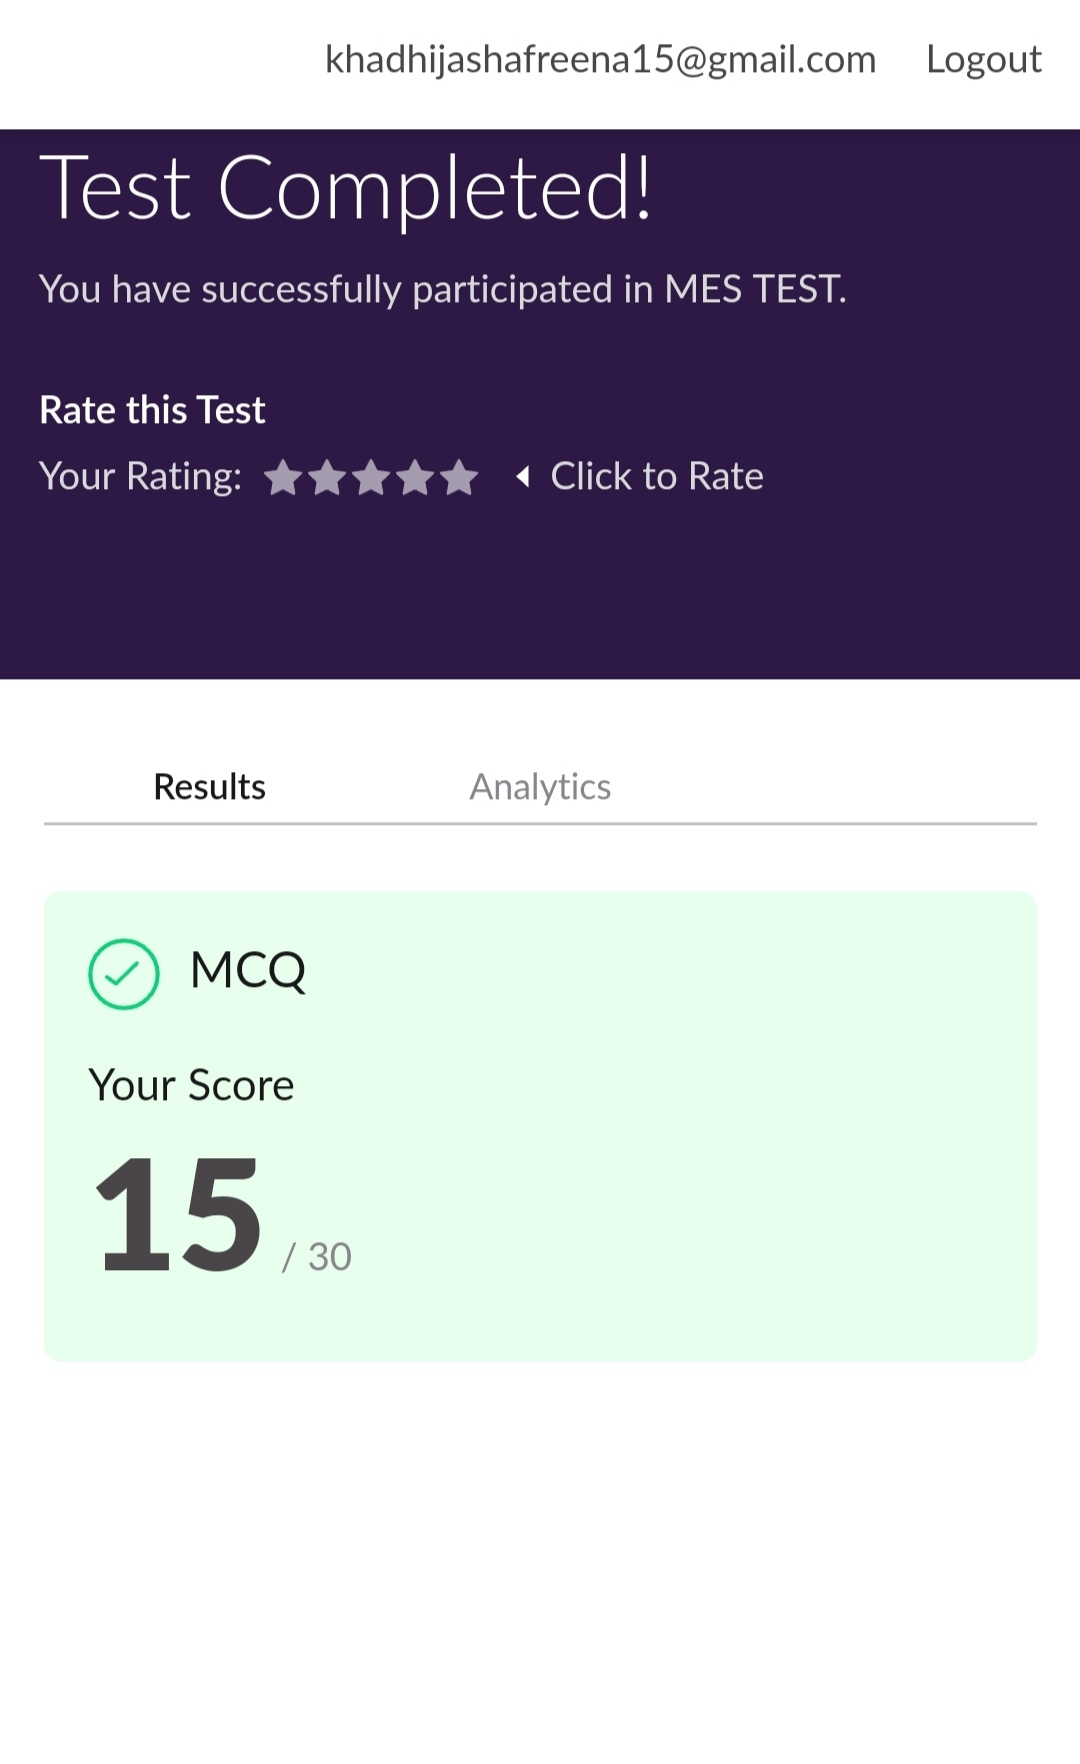 khadhijashafreena15@gmail.com Logout
Test Completed!
You have successfully participated in MES TEST.
Rate this Test
Your Rating: Click to Rate
Results Analytics
MCQ
Your Score
15 / 30